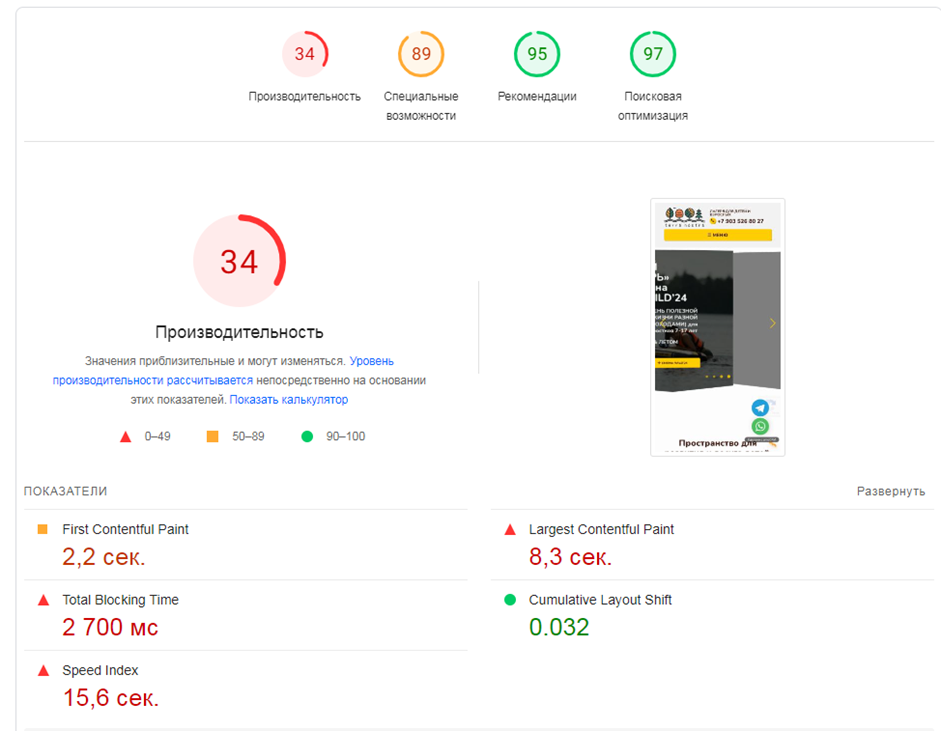 34
89
95
97
Производительность
Специальные возможности
Рекомендации
Поисковая оптимизация
34
Производительность
Значения приблизительные и могут изменяться. Уровень
производительности рассчитывается непосредственно на основании
этих показателей. Показать калькулятор
0–49
50–89
90–100
+7 903 526 80 27
МЕНЮ
ILD'24
Пространство для
ПОКАЗАТЕЛИ
Развернуть
First Contentful Paint
2,2 сек.
Largest Contentful Paint
8,3 сек.
Total Blocking Time
2 700 мс
Cumulative Layout Shift
0.032
Speed Index
15,6 сек.